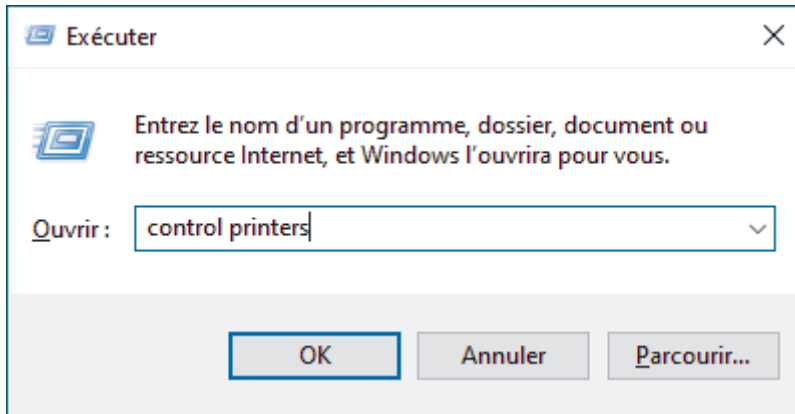 Exécuter
Entrez le nom d’un programme, dossier, document ou
ressource Internet, et Windows l’ouvrira pour vous.
Ouvrir : control printers
OK Annuler Parcourir...